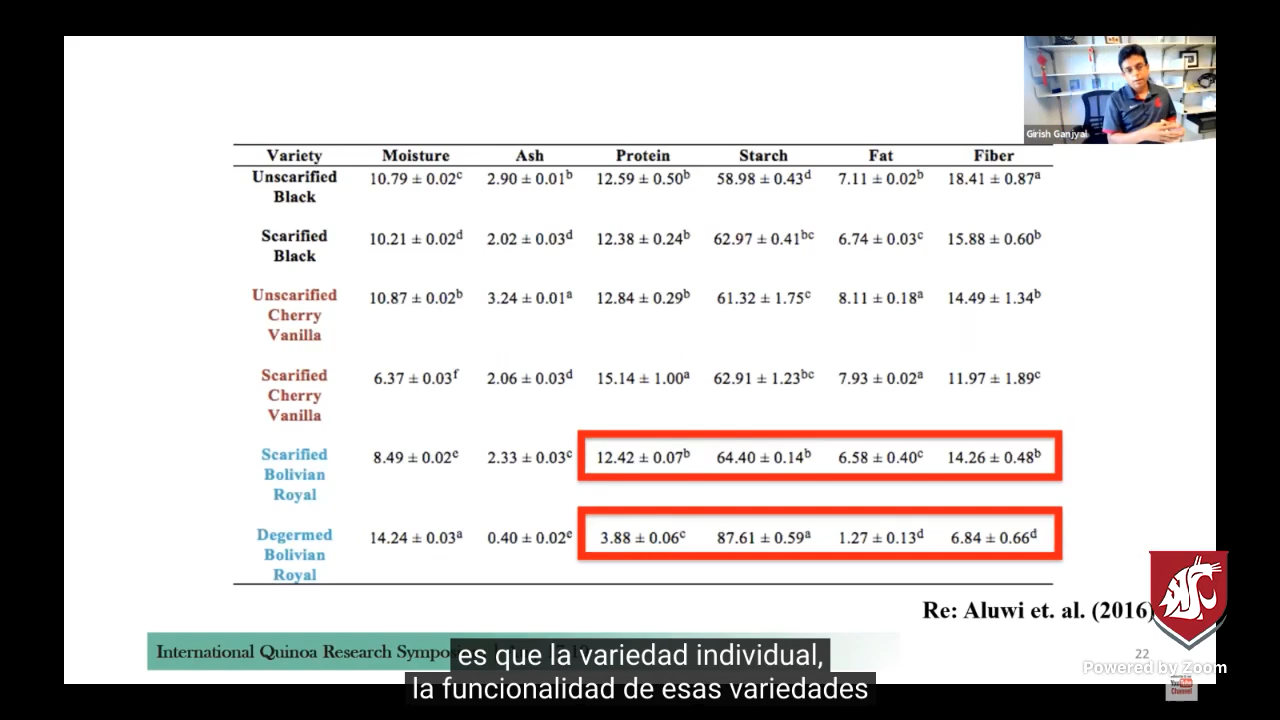 Girish Ganjyal
Variety Moisture Ash Protein Starch Fat Fiber
Unscarified Black 10.79 ± 0.02ᶜ 2.90 ± 0.01ᵇ 12.59 ± 0.50ᵇ 58.98 ± 0.43ᵈ 7.11 ± 0.02ᵇ 18.41 ± 0.87ᵃ
Scarified Black 10.21 ± 0.02ᵈ 2.02 ± 0.03ᵈ 12.38 ± 0.24ᵇ 62.97 ± 0.41ᵇᶜ 6.74 ± 0.03ᶜ 15.88 ± 0.60ᵇ
Unscarified Cherry Vanilla 10.87 ± 0.02ᵇ 3.24 ± 0.01ᵃ 12.84 ± 0.29ᵇ 61.32 ± 1.75ᶜ 8.11 ± 0.18ᵃ 14.49 ± 1.34ᵇ
Scarified Cherry Vanilla 6.37 ± 0.03ᶠ 2.06 ± 0.03ᵈ 15.14 ± 1.00ᵃ 62.91 ± 1.23ᵇᶜ 7.93 ± 0.02ᵃ 11.97 ± 1.89ᶜ
Scarified Bolivian Royal 8.49 ± 0.02ᵉ 2.33 ± 0.03ᶜ 12.42 ± 0.07ᵇ 64.40 ± 0.14ᵇ 6.58 ± 0.40ᶜ 14.26 ± 0.48ᵇ
Degermed Bolivian Royal 14.24 ± 0.03ᵃ 0.40 ± 0.02ᵉ 3.88 ± 0.06ᶜ 87.61 ± 0.59ᵃ 1.27 ± 0.13ᵈ 6.84 ± 0.66ᵈ
Re: Aluwi et. al. (2016)
International Quinoa Research Sympos
22
es que la variedad individual,
la funcionalidad de esas variedades
Powered by Zoom
YouTube
Channel